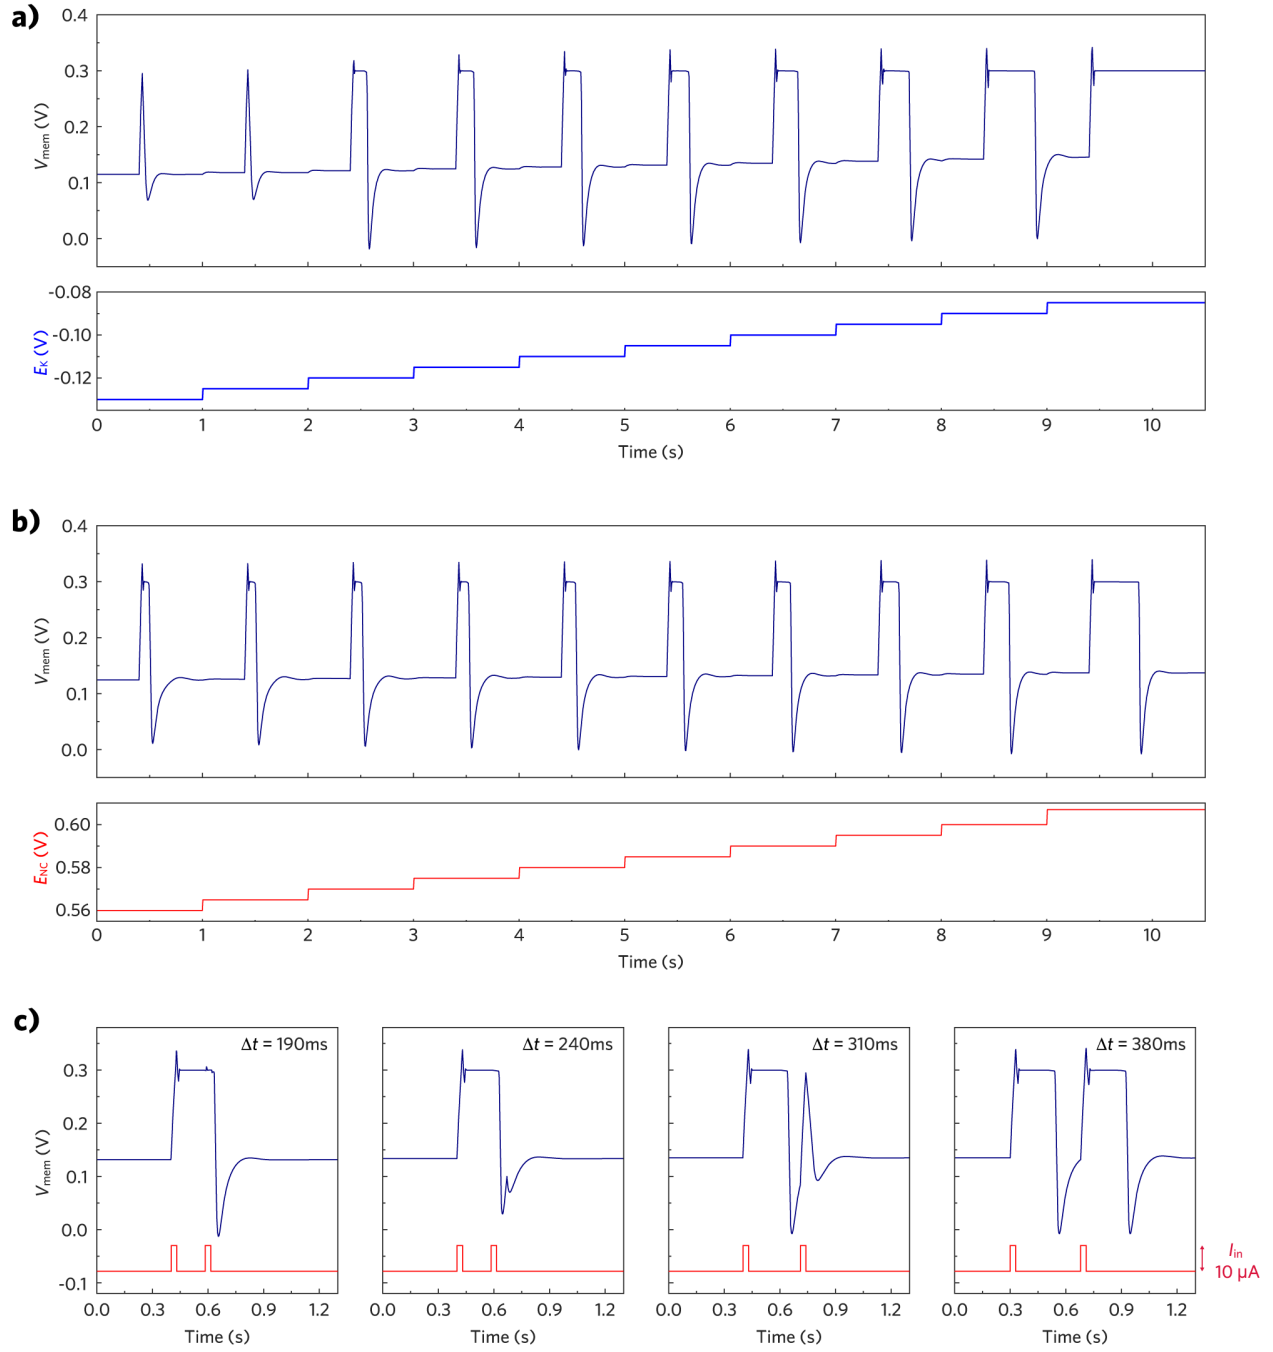 a)
0.4
0.3
0.2
0.1
0.0
V_mem (V)
-0.08
-0.10
-0.12
E_K (V)
0 1 2 3 4 5 6 7 8 9 10
Time (s)
b)
0.4
0.3
0.2
0.1
0.0
V_mem (V)
0.60
0.58
0.56
E_NC (V)
0 1 2 3 4 5 6 7 8 9 10
Time (s)
c)
Δt = 190ms Δt = 240ms Δt = 310ms Δt = 380ms
0.3
0.2
0.1
0.0
-0.1
V_mem (V)
I_in
10 µA
0.0 0.3 0.6 0.9 1.2 0.0 0.3 0.6 0.9 1.2 0.0 0.3 0.6 0.9 1.2 0.0 0.3 0.6 0.9 1.2
Time (s) Time (s) Time (s) Time (s)